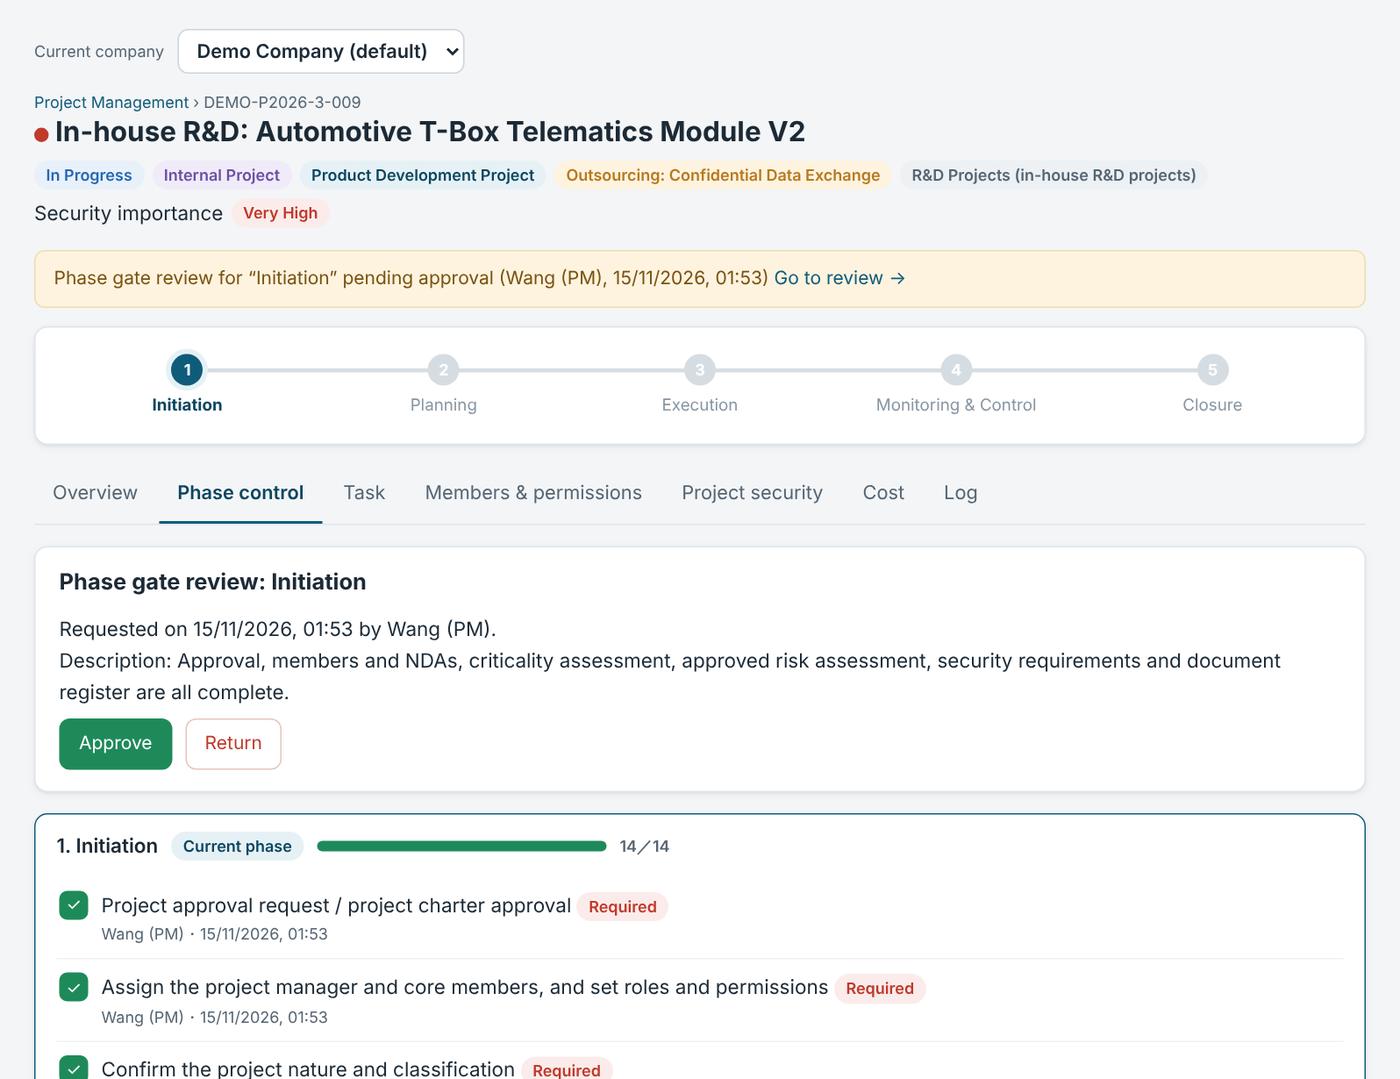 Current company
Demo Company (default)
Project Management › DEMO-P2026-3-009
In-house R&D: Automotive T-Box Telematics Module V2
In Progress
Internal Project
Product Development Project
Outsourcing: Confidential Data Exchange
R&D Projects (in-house R&D projects)
Security importance
Very High
Phase gate review for “Initiation” pending approval (Wang (PM), 15/11/2026, 01:53) Go to review →
1
2
3
4
5
Initiation
Planning
Execution
Monitoring & Control
Closure
Overview
Phase control
Task
Members & permissions
Project security
Cost
Log
Phase gate review: Initiation
Requested on 15/11/2026, 01:53 by Wang (PM).
Description: Approval, members and NDAs, criticality assessment, approved risk assessment, security requirements and document
register are all complete.
Approve
Return
1. Initiation
Current phase
14／14
Project approval request / project charter approval Required
Wang (PM) · 15/11/2026, 01:53
Assign the project manager and core members, and set roles and permissions Required
Wang (PM) · 15/11/2026, 01:53
Confirm the project nature and classification Required